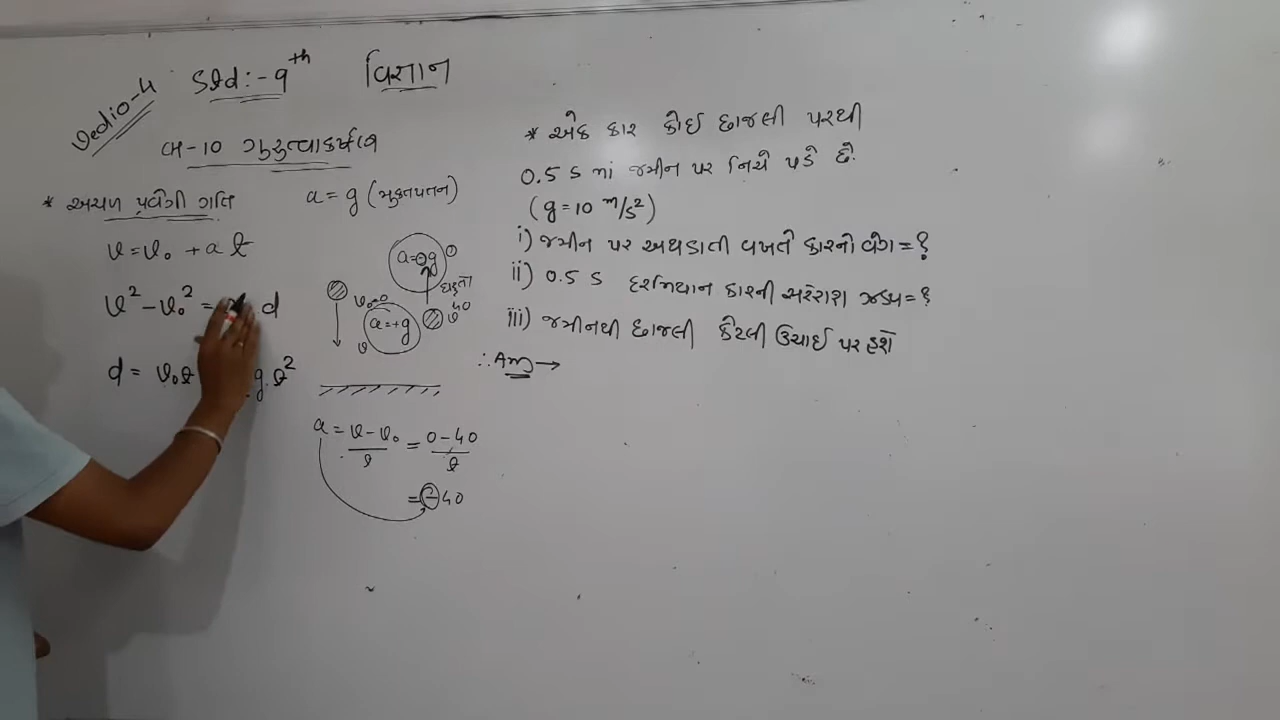 Vedio-4
Std:-9th વિજ્ઞાન
CH-10 ગુરુત્વાકર્ષણ
* અચળ પ્રવેગી ગતિ
v = v₀ + a t
v² - v₀² = d
d = v₀t g t²
a = g (મુક્તપતન)
a = -g
v₀=0
a = +g
v
40
v
a = v - v₀ / t = 0 - 40 / t
= - 40
* એક કાર કોઈ છાજલી પરથી
0.5 s માં જમીન પર નિચે પડે છે.
(g = 10 m/s²)
i) જમીન પર અથડાતી વખતે કારનો વેગ = ?
ii) 0.5 s દરમિયાન કારની સરેરાશ ઝડપ = ?
iii) જમીનથી છાજલી કેટલી ઉંચાઈ પર હશે
∴ Ans →